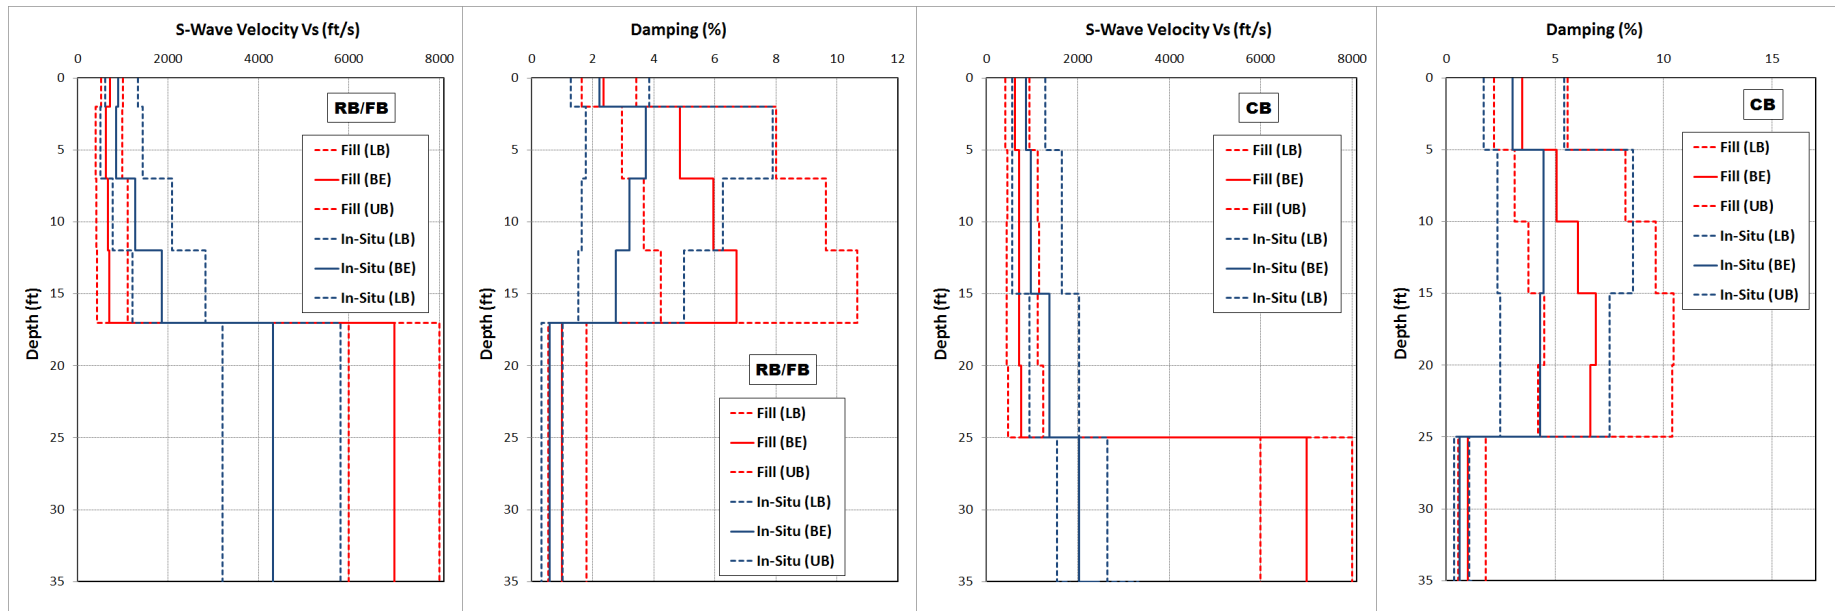 S-Wave Velocity Vs (ft/s)
0 2000 4000 6000 8000
0
5
10
15
20
25
30
35
Depth (ft)
RB/FB
Fill (LB)
Fill (BE)
Fill (UB)
In-Situ (LB)
In-Situ (BE)
In-Situ (LB)
Damping (%)
0 2 4 6 8 10 12
0
5
10
15
20
25
30
35
Depth (ft)
RB/FB
Fill (LB)
Fill (BE)
Fill (UB)
In-Situ (LB)
In-Situ (BE)
In-Situ (UB)
S-Wave Velocity Vs (ft/s)
0 2000 4000 6000 8000
0
5
10
15
20
25
30
35
Depth (ft)
CB
Fill (LB)
Fill (BE)
Fill (UB)
In-Situ (LB)
In-Situ (BE)
In-Situ (LB)
Damping (%)
0 5 10 15
0
5
10
15
20
25
30
35
Depth (ft)
CB
Fill (LB)
Fill (BE)
Fill (UB)
In-Situ (LB)
In-Situ (BE)
In-Situ (UB)